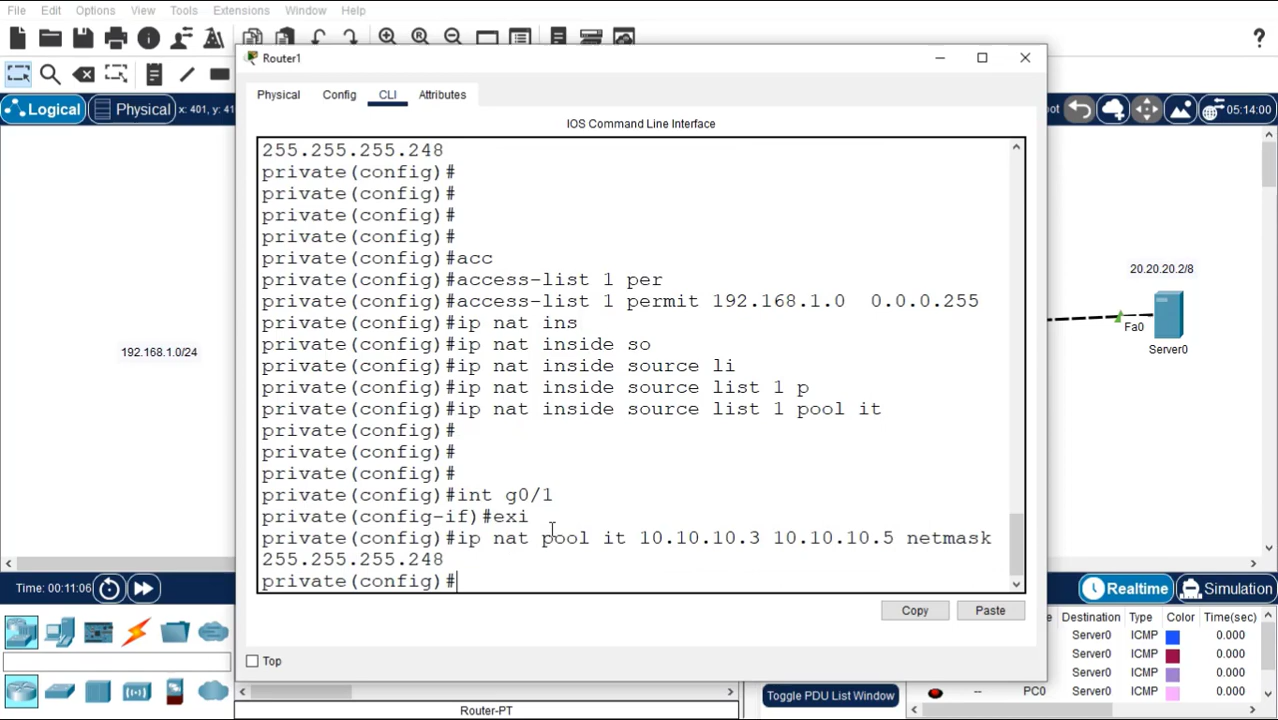 File Edit Options View Tools Extensions Window Help
Router1
Physical Config CLI Attributes
Logical Physical x: 401, y: 41
ot 05:14:00
IOS Command Line Interface
255.255.255.248
private(config)#
private(config)#
private(config)#
private(config)#
private(config)#acc
private(config)#access-list 1 per
private(config)#access-list 1 permit 192.168.1.0  0.0.0.255
private(config)#ip nat ins
private(config)#ip nat inside so
private(config)#ip nat inside source li
private(config)#ip nat inside source list 1 p
private(config)#ip nat inside source list 1 pool it
private(config)#
private(config)#
private(config)#
private(config)#int g0/1
private(config-if)#exi
private(config)#ip nat pool it 10.10.10.3 10.10.10.5 netmask
255.255.255.248
private(config)#
192.168.1.0/24
20.20.20.2/8
Fa0
Server0
Copy Paste
Top
Time: 00:11:06
Realtime Simulation
Destination Type Color Time(sec)
Server0 ICMP 0.000
Server0 ICMP 0.000
Server0 ICMP 0.000
-- PC0 Server0 ICMP 0.000
Toggle PDU List Window
Router-PT